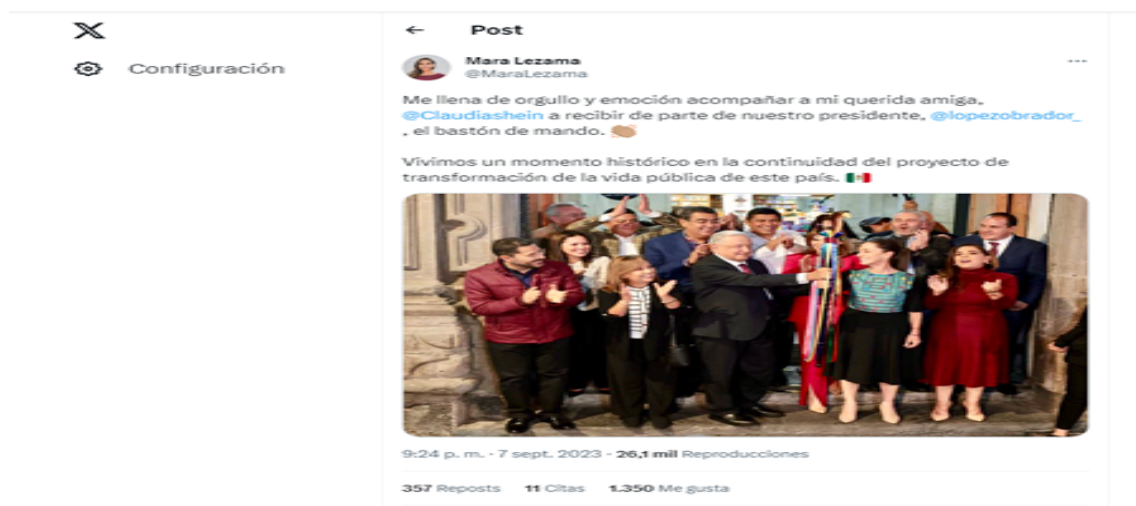 Post
Configuración
Mara Lezama
@MaraLezama
Me llena de orgullo y emoción acompañar a mi querida amiga,
@Claudiashein a recibir de parte de nuestro presidente, @lopezobrador_
, el bastón de mando. 👏🏽
Vivimos un momento histórico en la continuidad del proyecto de
transformación de la vida pública de este país. 🇲🇽
9:24 p. m. · 7 sept. 2023 · 26,1 mil Reproducciones
357 Reposts 11 Citas 1.350 Me gusta